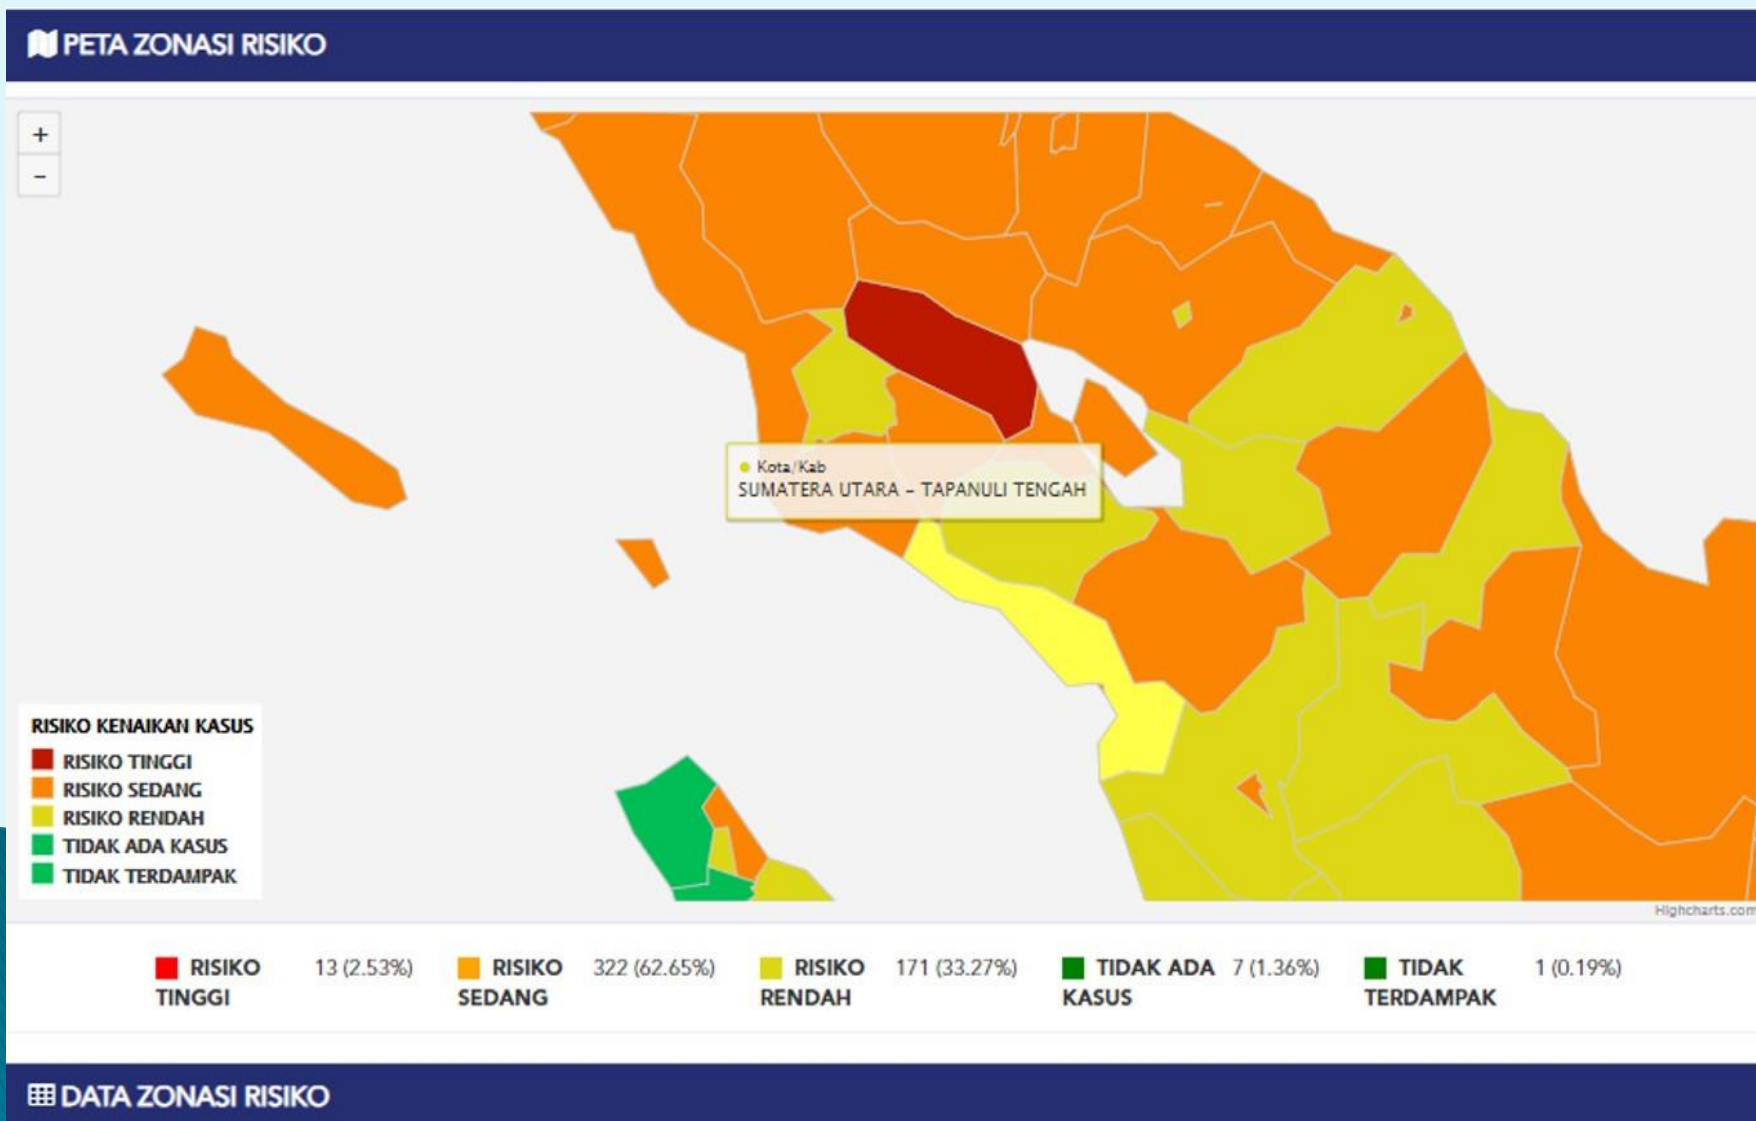 PETA ZONASI RISIKO
+
−
Kota/Kab
SUMATERA UTARA – TAPANULI TENGAH
RISIKO KENAIKAN KASUS
RISIKO TINGGI
RISIKO SEDANG
RISIKO RENDAH
TIDAK ADA KASUS
TIDAK TERDAMPAK
Highcharts.com
RISIKO TINGGI 13 (2.53%)
RISIKO SEDANG 322 (62.65%)
RISIKO RENDAH 171 (33.27%)
TIDAK ADA KASUS 7 (1.36%)
TIDAK TERDAMPAK 1 (0.19%)
DATA ZONASI RISIKO